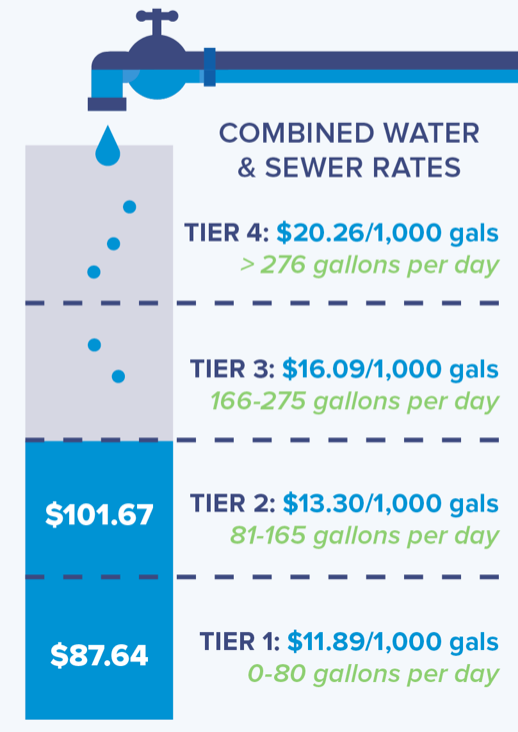 COMBINED WATER
& SEWER RATES
TIER 4: $20.26/1,000 gals
> 276 gallons per day
TIER 3: $16.09/1,000 gals
166-275 gallons per day
$101.67
TIER 2: $13.30/1,000 gals
81-165 gallons per day
$87.64
TIER 1: $11.89/1,000 gals
0-80 gallons per day